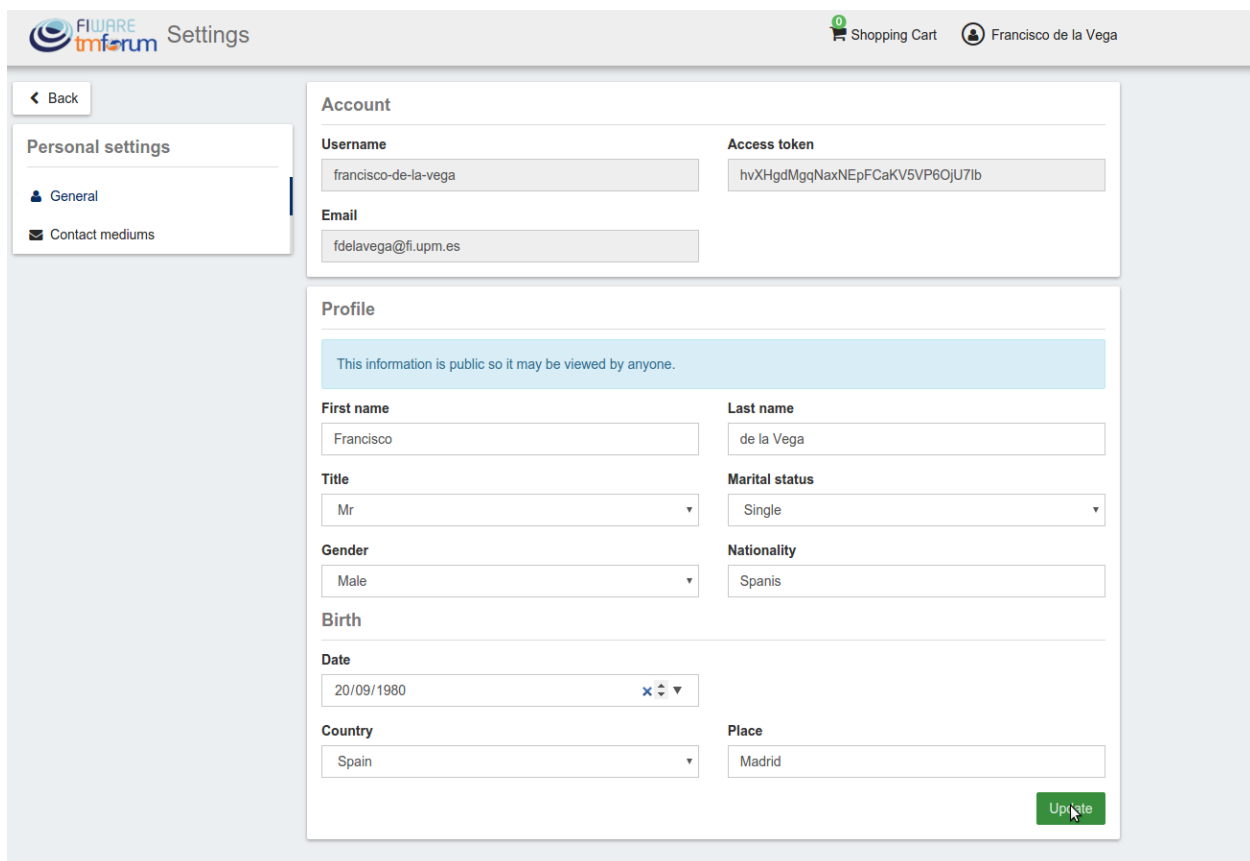 FIWARE
tmforum
Settings
0
Shopping Cart
Francisco de la Vega
Back
Personal settings
General
Contact mediums
Account
Username
Access token
francisco-de-la-vega
hvXHgdMgqNaxNEpFCaKV5VP6OjU7lb
Email
fdelavega@fi.upm.es
Profile
This information is public so it may be viewed by anyone.
First name
Last name
Francisco
de la Vega
Title
Marital status
Mr
Single
Gender
Nationality
Male
Spanis
Birth
Date
20/09/1980
Country
Place
Spain
Madrid
Update